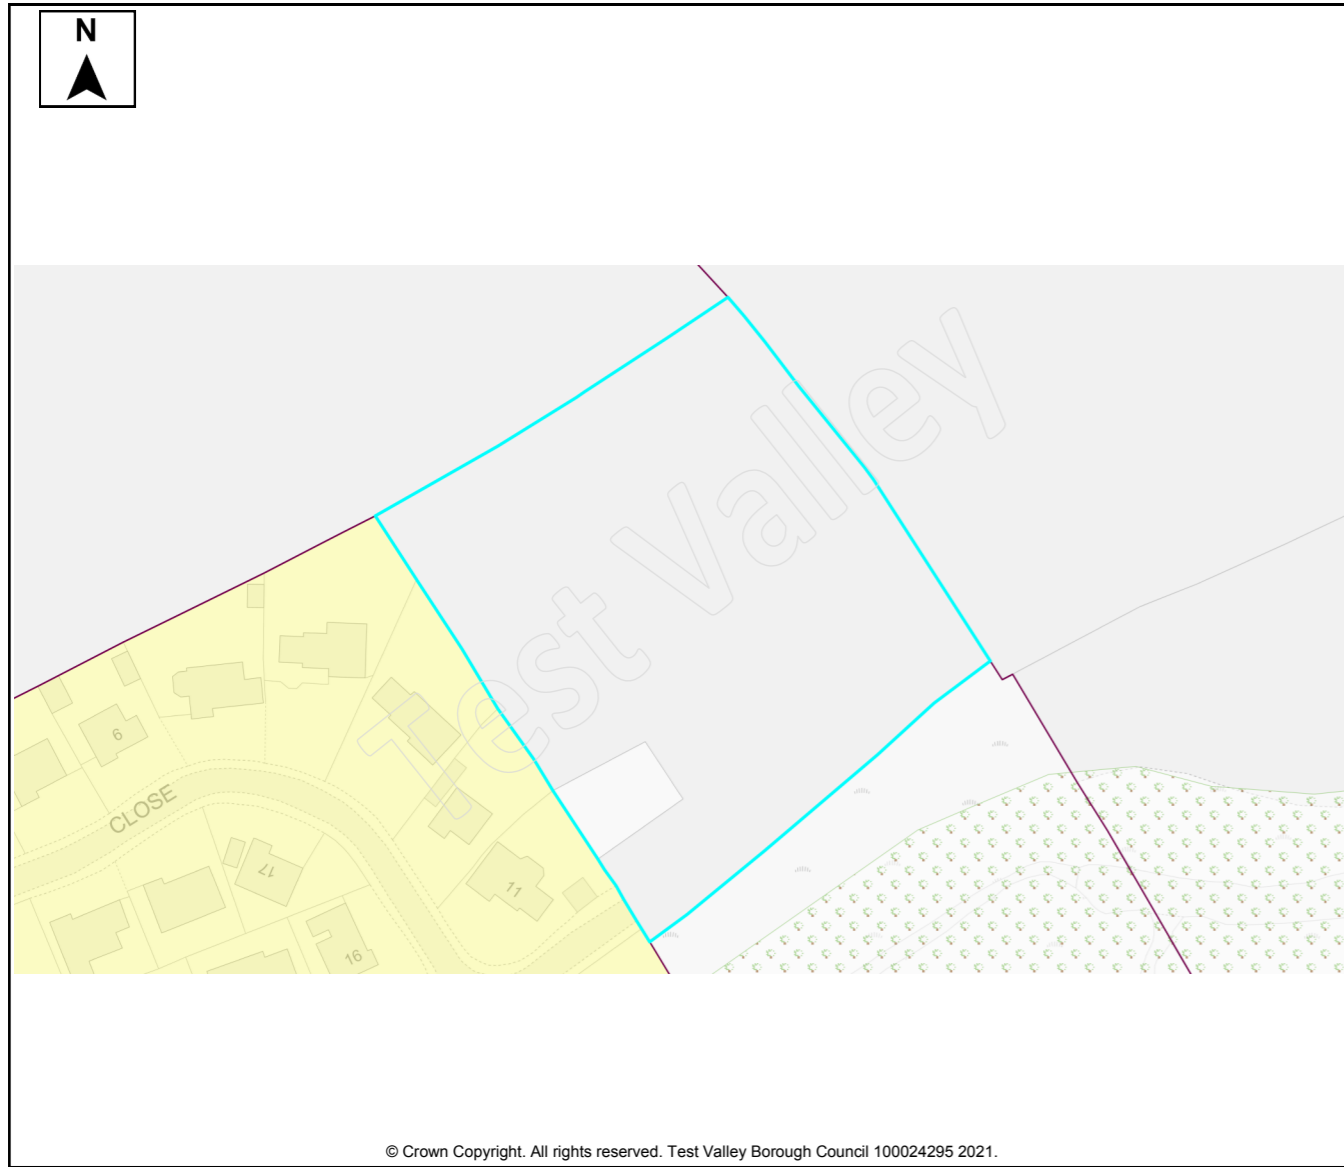 N
Test Valley
6
CLOSE
17
11
16
© Crown Copyright. All rights reserved. Test Valley Borough Council 100024295 2021.